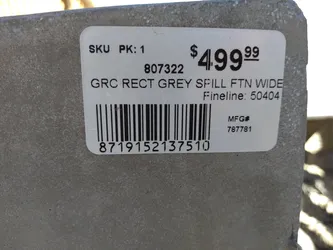 SKU PK: 1 $499.99
807322
GRC RECT GREY SPILL FTN WIDE
Fineline: 50404
MFG#
787781
8719152137510